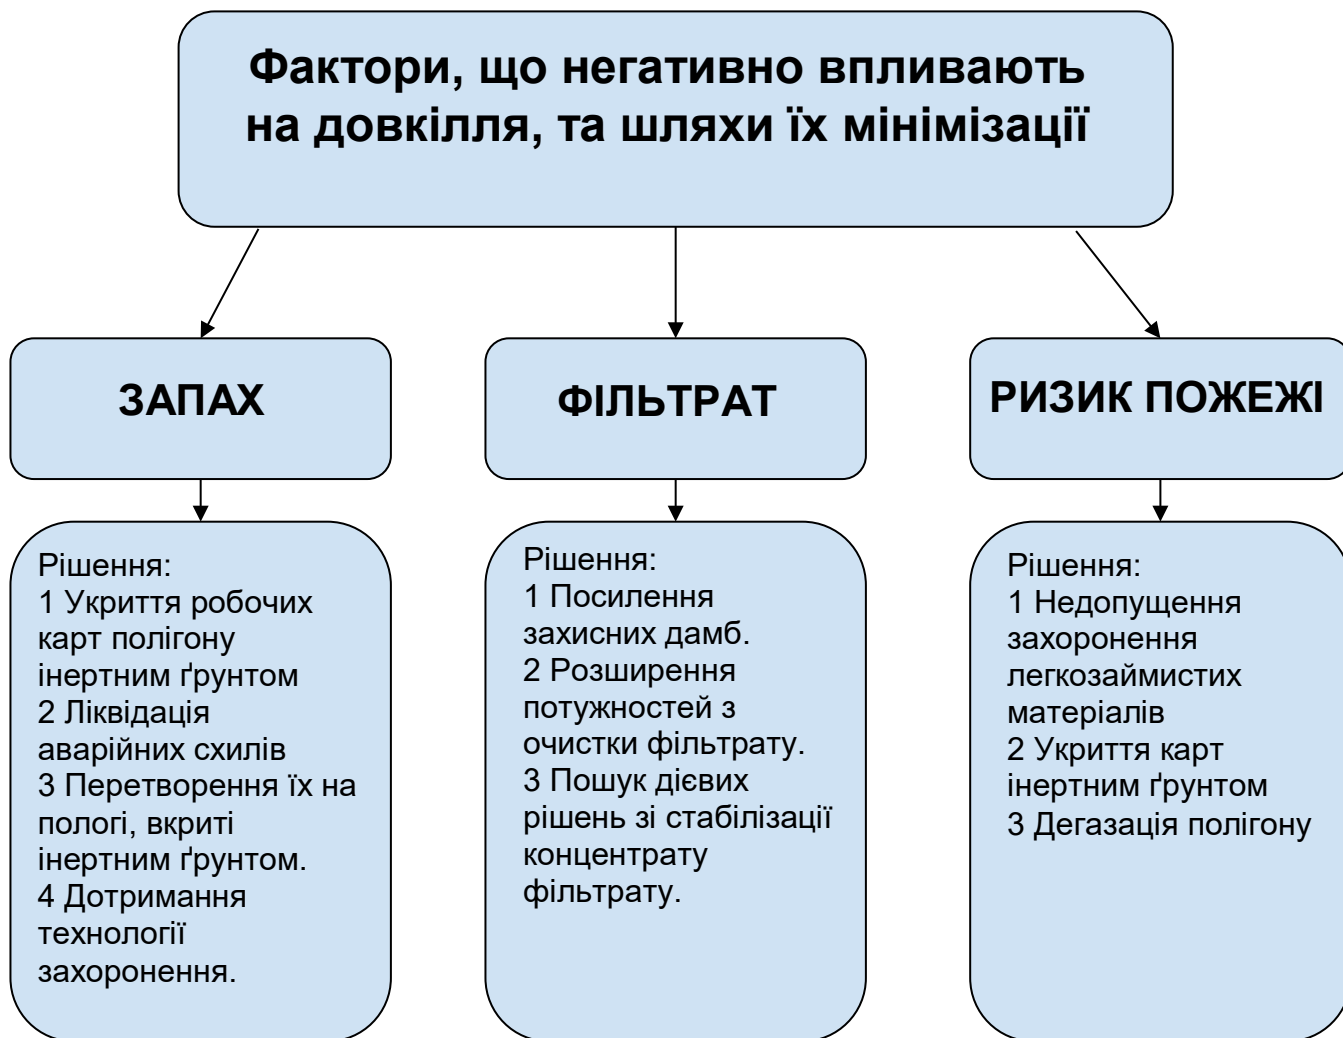 Фактори, що негативно впливають
на довкілля, та шляхи їх мінімізації
ЗАПАХ
ФІЛЬТРАТ
РИЗИК ПОЖЕЖІ
Рішення:
1 Укриття робочих
карт полігону
інертним ґрунтом
2 Ліквідація
аварійних схилів
3 Перетворення їх на
пологі, вкриті
інертним ґрунтом.
4 Дотримання
технології
захоронення.
Рішення:
1 Посилення
захисних дамб.
2 Розширення
потужностей з
очистки фільтрату.
3 Пошук дієвих
рішень зі стабілізації
концентрату
фільтрату.
Рішення:
1 Недопущення
захоронення
легкозаймистих
матеріалів
2 Укриття карт
інертним ґрунтом
3 Дегазація полігону